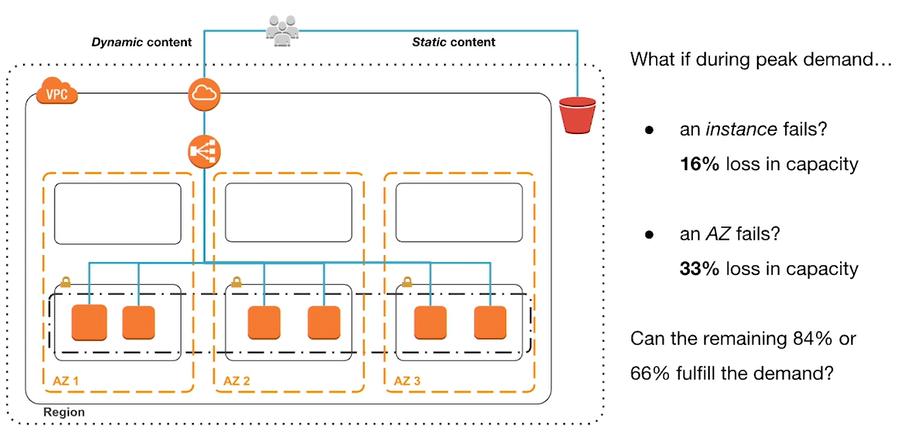 Dynamic content
Static content
VPC
AZ 1
AZ 2
AZ 3
Region
What if during peak demand…
● an instance fails?
16% loss in capacity
● an AZ fails?
33% loss in capacity
Can the remaining 84% or
66% fulfill the demand?